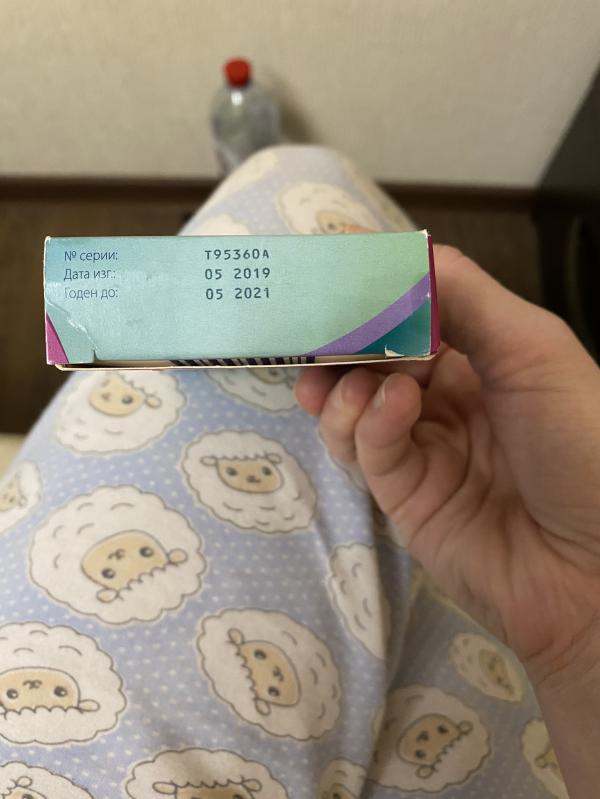 № серии: T95360A
Дата изг.: 05 2019
Годен до: 05 2021